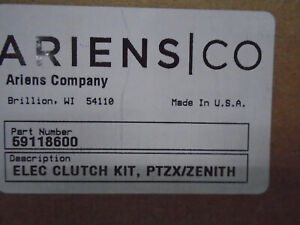 ARIENS|CO
Ariens Company
Brillion, WI 54110 Made In U.S.A.
Part Number
59118600
Description
ELEC CLUTCH KIT, PTZX/ZENITH